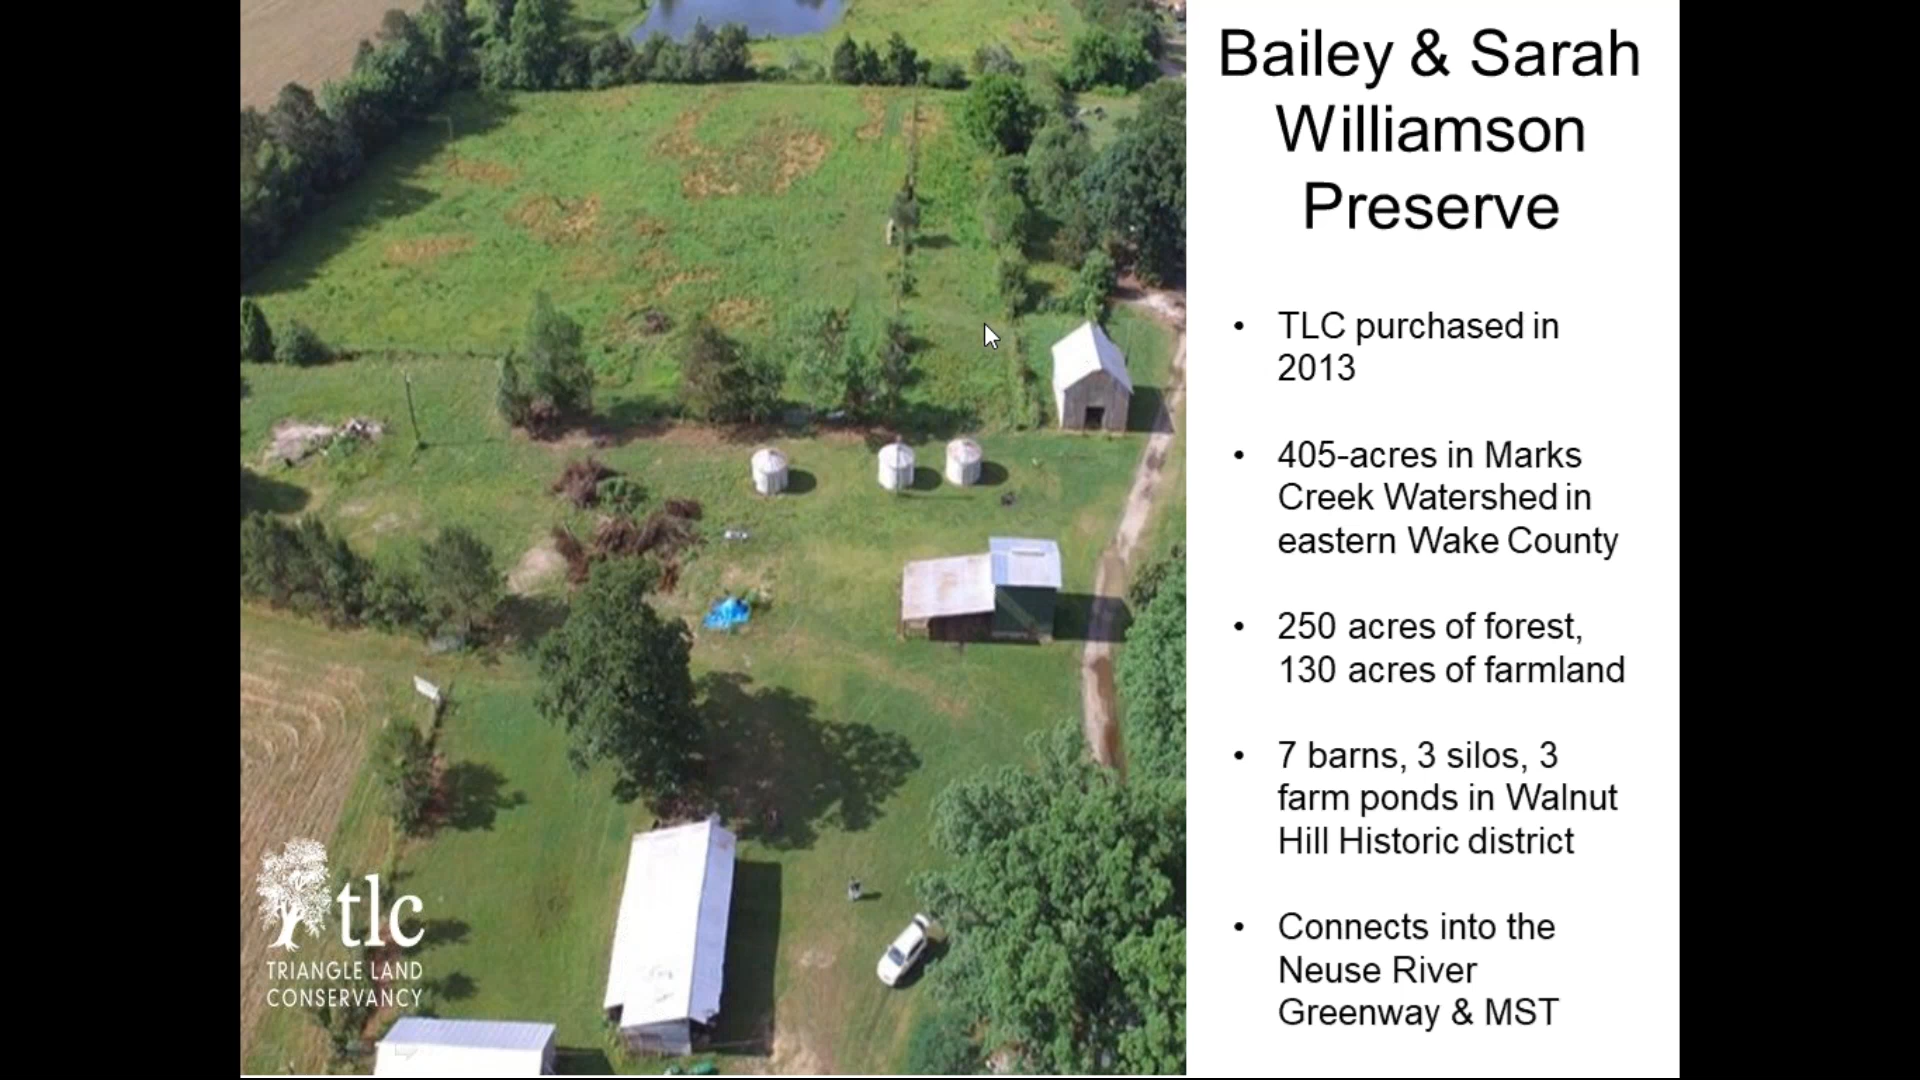 Bailey & Sarah
Williamson
Preserve
• TLC purchased in
2013
• 405-acres in Marks
Creek Watershed in
eastern Wake County
• 250 acres of forest,
130 acres of farmland
• 7 barns, 3 silos, 3
farm ponds in Walnut
Hill Historic district
• Connects into the
Neuse River
Greenway & MST
tlc
TRIANGLE LAND
CONSERVANCY